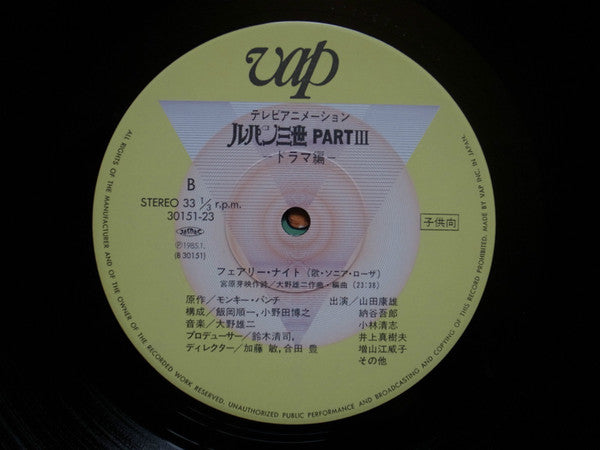 vap
テレビアニメーション
ルパン三世 PART III
--ドラマ編--
B
STEREO 33 1/3 r.p.m.
30151-23
JASRAC
Ⓟ1985.1.
(B 30151)
子供向
フェアリー・ナイト (歌・ソニア・ローザ)
宮原芽映作詩/大野雄二作曲・編曲 (23:38)
原作/モンキー・パンチ
構成/飯岡順一, 小野田博之
音楽/大野雄二
プロデューサー/鈴木清司,
ディレクター/加藤 敏, 合田 豊
出演/山田康雄
納谷吾郎
小林清志
井上真樹夫
増山江威子
その他
ALL RIGHTS OF THE MANUFACTURER AND OF THE OWNER OF THE RECORDED WORK RESERVED. UNAUTHORIZED PUBLIC PERFORMANCE AND BROADCASTING AND COPYING OF THIS RECORD PROHIBITED. MADE BY VAP INC. IN JAPAN.